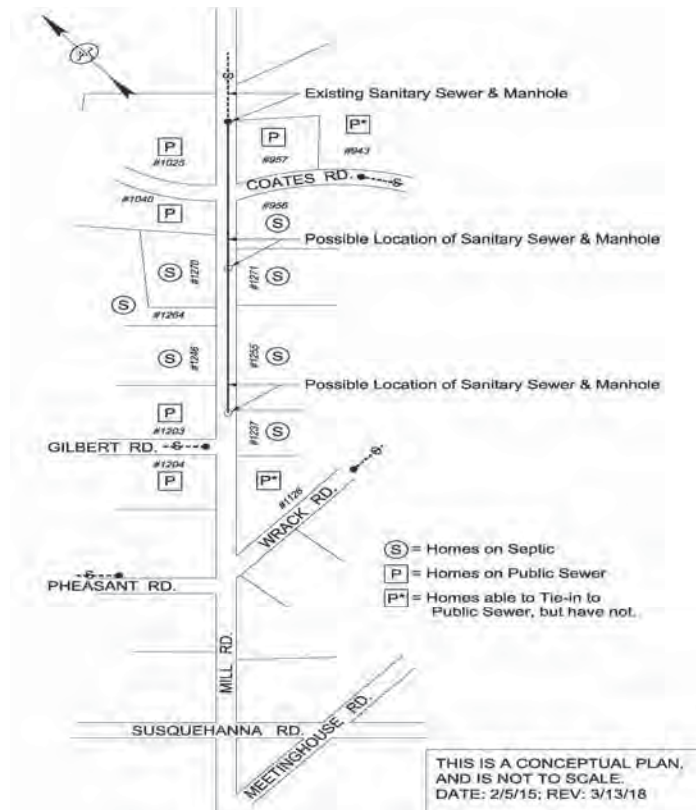 S
Existing Sanitary Sewer & Manhole
P
#1025
P
#957
P*
#943
COATES RD.
S
#1040
P
#956
S
Possible Location of Sanitary Sewer & Manhole
S
#1270
#1271
S
S
#1264
S
#1246
#1255
S
Possible Location of Sanitary Sewer & Manhole
P
#1203
#1237
S
GILBERT RD.
S
#1204
P
P*
#1126
S
WRACK RD.
S = Homes on Septic
P = Homes on Public Sewer
P* = Homes able to Tie-in to
Public Sewer, but have not.
S
PHEASANT RD.
MILL RD.
SUSQUEHANNA RD.
MEETINGHOUSE RD.
THIS IS A CONCEPTUAL PLAN,
AND IS NOT TO SCALE.
DATE: 2/5/15; REV: 3/13/18